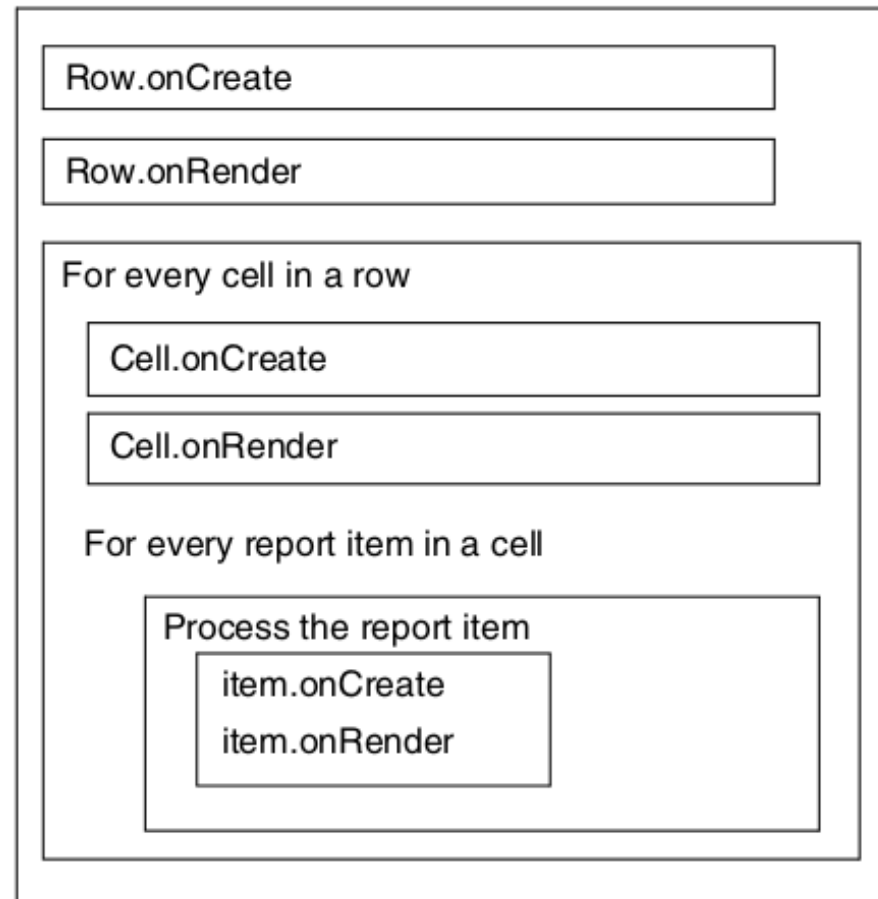 Row.onCreate
Row.onRender
For every cell in a row
Cell.onCreate
Cell.onRender
For every report item in a cell
Process the report item
item.onCreate
item.onRender